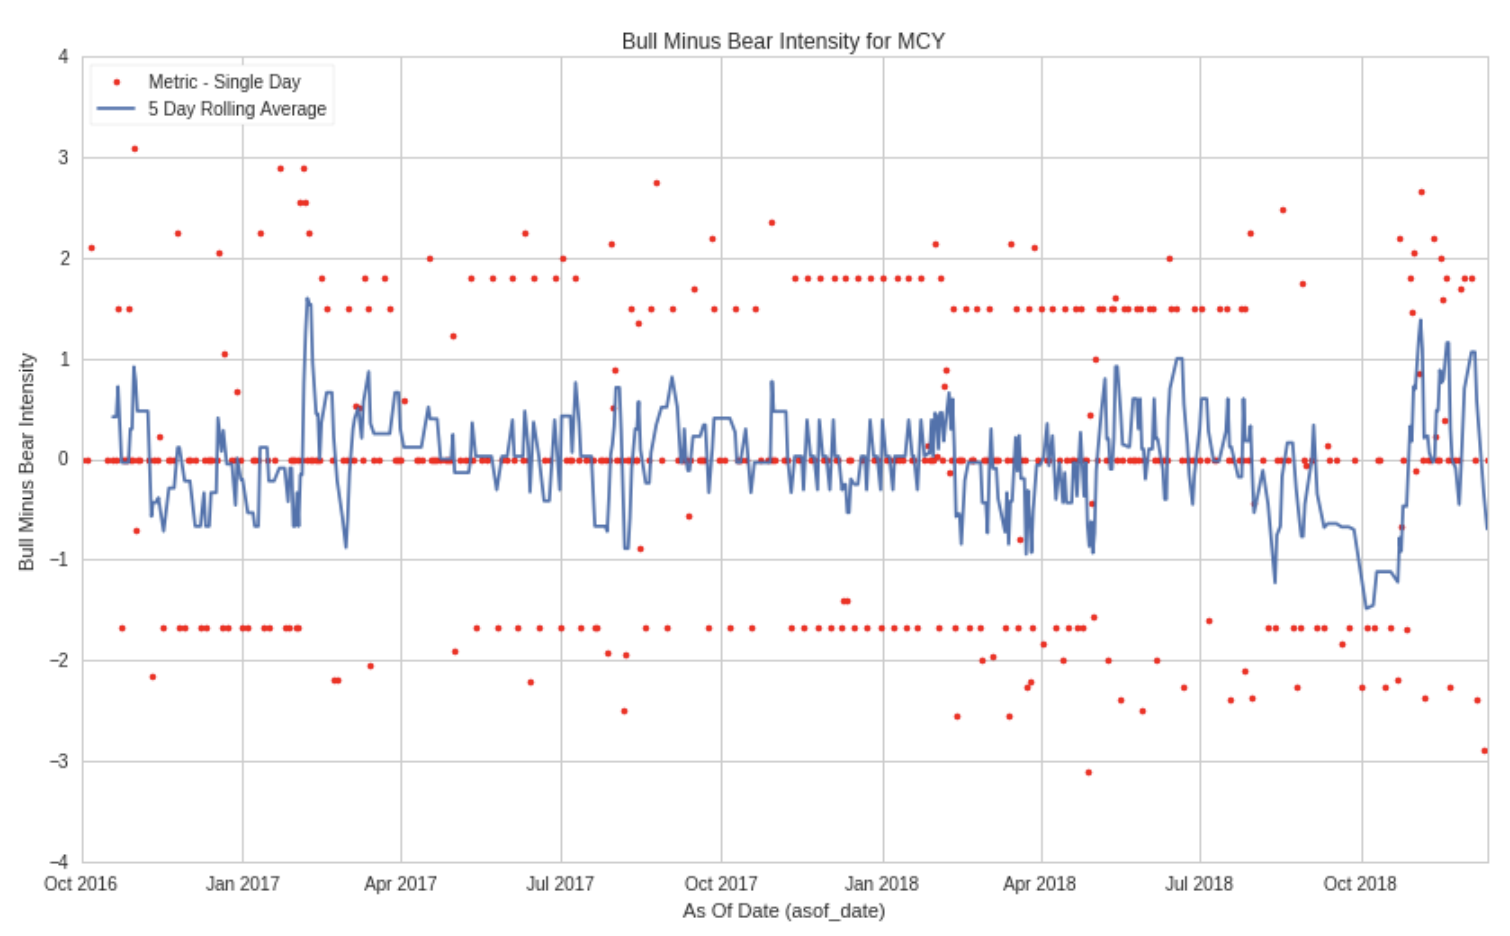 Bull Minus Bear Intensity for MCY
Metric - Single Day
5 Day Rolling Average
Bull Minus Bear Intensity
4
3
2
1
0
−1
−2
−3
−4
Oct 2016
Jan 2017
Apr 2017
Jul 2017
Oct 2017
Jan 2018
Apr 2018
Jul 2018
Oct 2018
As Of Date (asof_date)